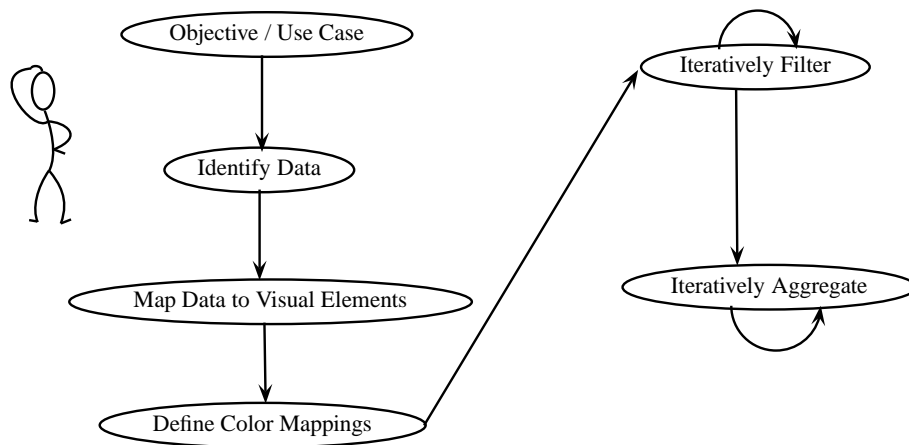 Objective / Use Case
Identify Data
Map Data to Visual Elements
Define Color Mappings
Iteratively Filter
Iteratively Aggregate